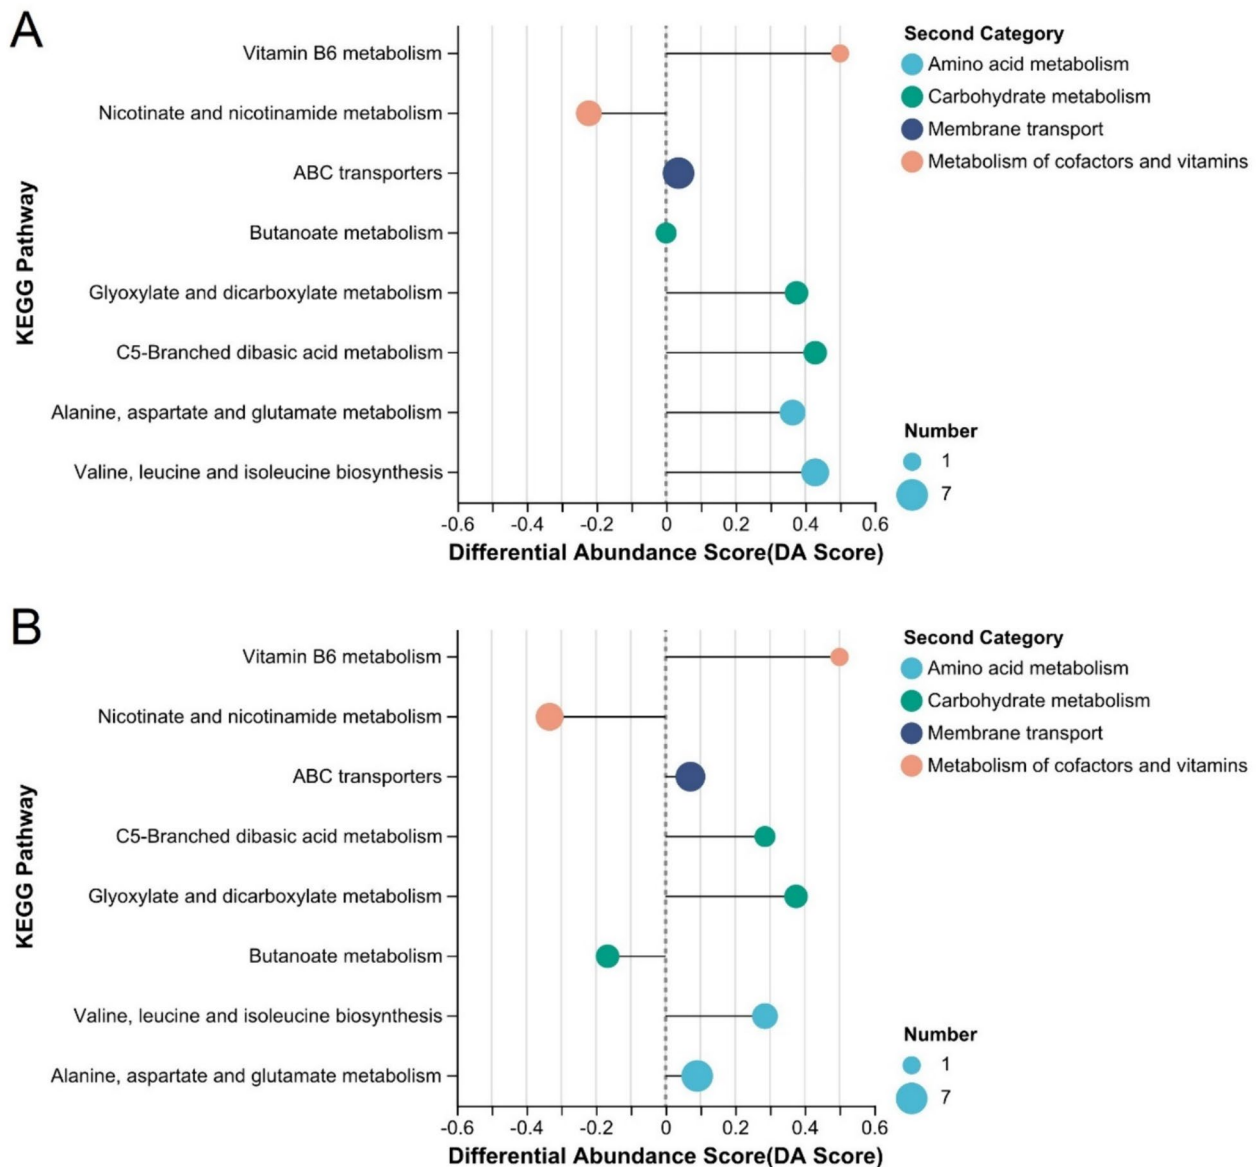 A
Vitamin B6 metabolism
Nicotinate and nicotinamide metabolism
ABC transporters
Butanoate metabolism
Glyoxylate and dicarboxylate metabolism
C5-Branched dibasic acid metabolism
Alanine, aspartate and glutamate metabolism
Valine, leucine and isoleucine biosynthesis
KEGG Pathway
-0.6 -0.4 -0.2 0 0.2 0.4 0.6
Differential Abundance Score(DA Score)
Second Category
Amino acid metabolism
Carbohydrate metabolism
Membrane transport
Metabolism of cofactors and vitamins
Number
1
7
B
Vitamin B6 metabolism
Nicotinate and nicotinamide metabolism
ABC transporters
C5-Branched dibasic acid metabolism
Glyoxylate and dicarboxylate metabolism
Butanoate metabolism
Valine, leucine and isoleucine biosynthesis
Alanine, aspartate and glutamate metabolism
KEGG Pathway
-0.6 -0.4 -0.2 0 0.2 0.4 0.6
Differential Abundance Score(DA Score)
Second Category
Amino acid metabolism
Carbohydrate metabolism
Membrane transport
Metabolism of cofactors and vitamins
Number
1
7